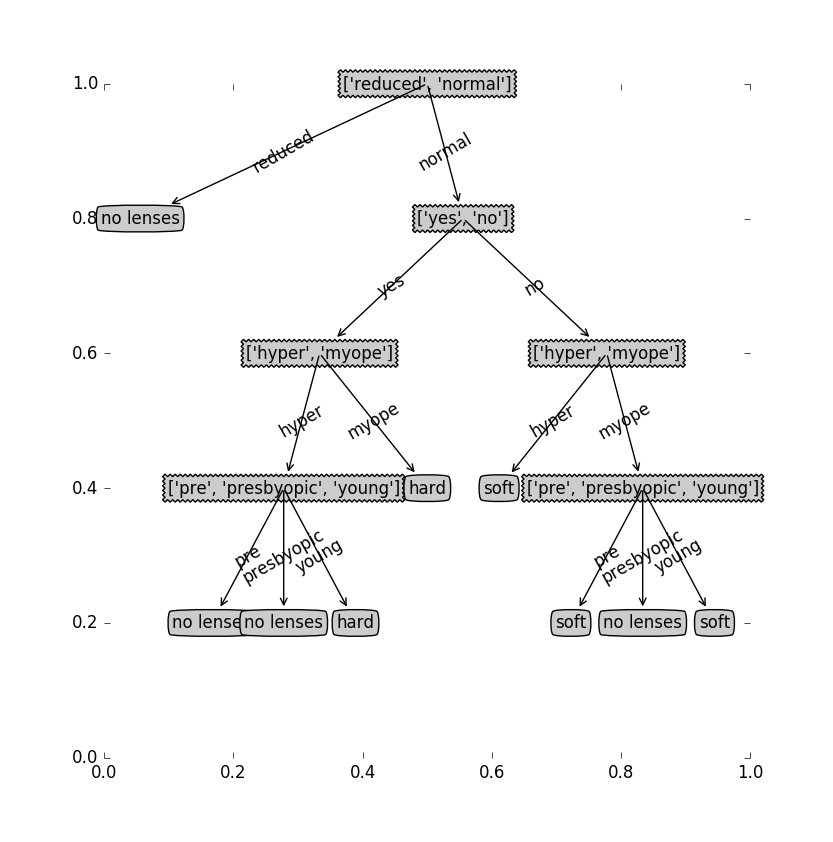 1.0
['reduced', 'normal']
reduced
normal
0.8
no lenses
['yes', 'no']
yes
no
0.6
['hyper', 'myope']
['hyper', 'myope']
hyper
myope
hyper
myope
0.4
['pre', 'presbyopic', 'young']
hard
soft
['pre', 'presbyopic', 'young']
pre
presbyopic
young
pre
presbyopic
young
0.2
no lense
no lenses
hard
soft
no lenses
soft
0.0
0.0
0.2
0.4
0.6
0.8
1.0